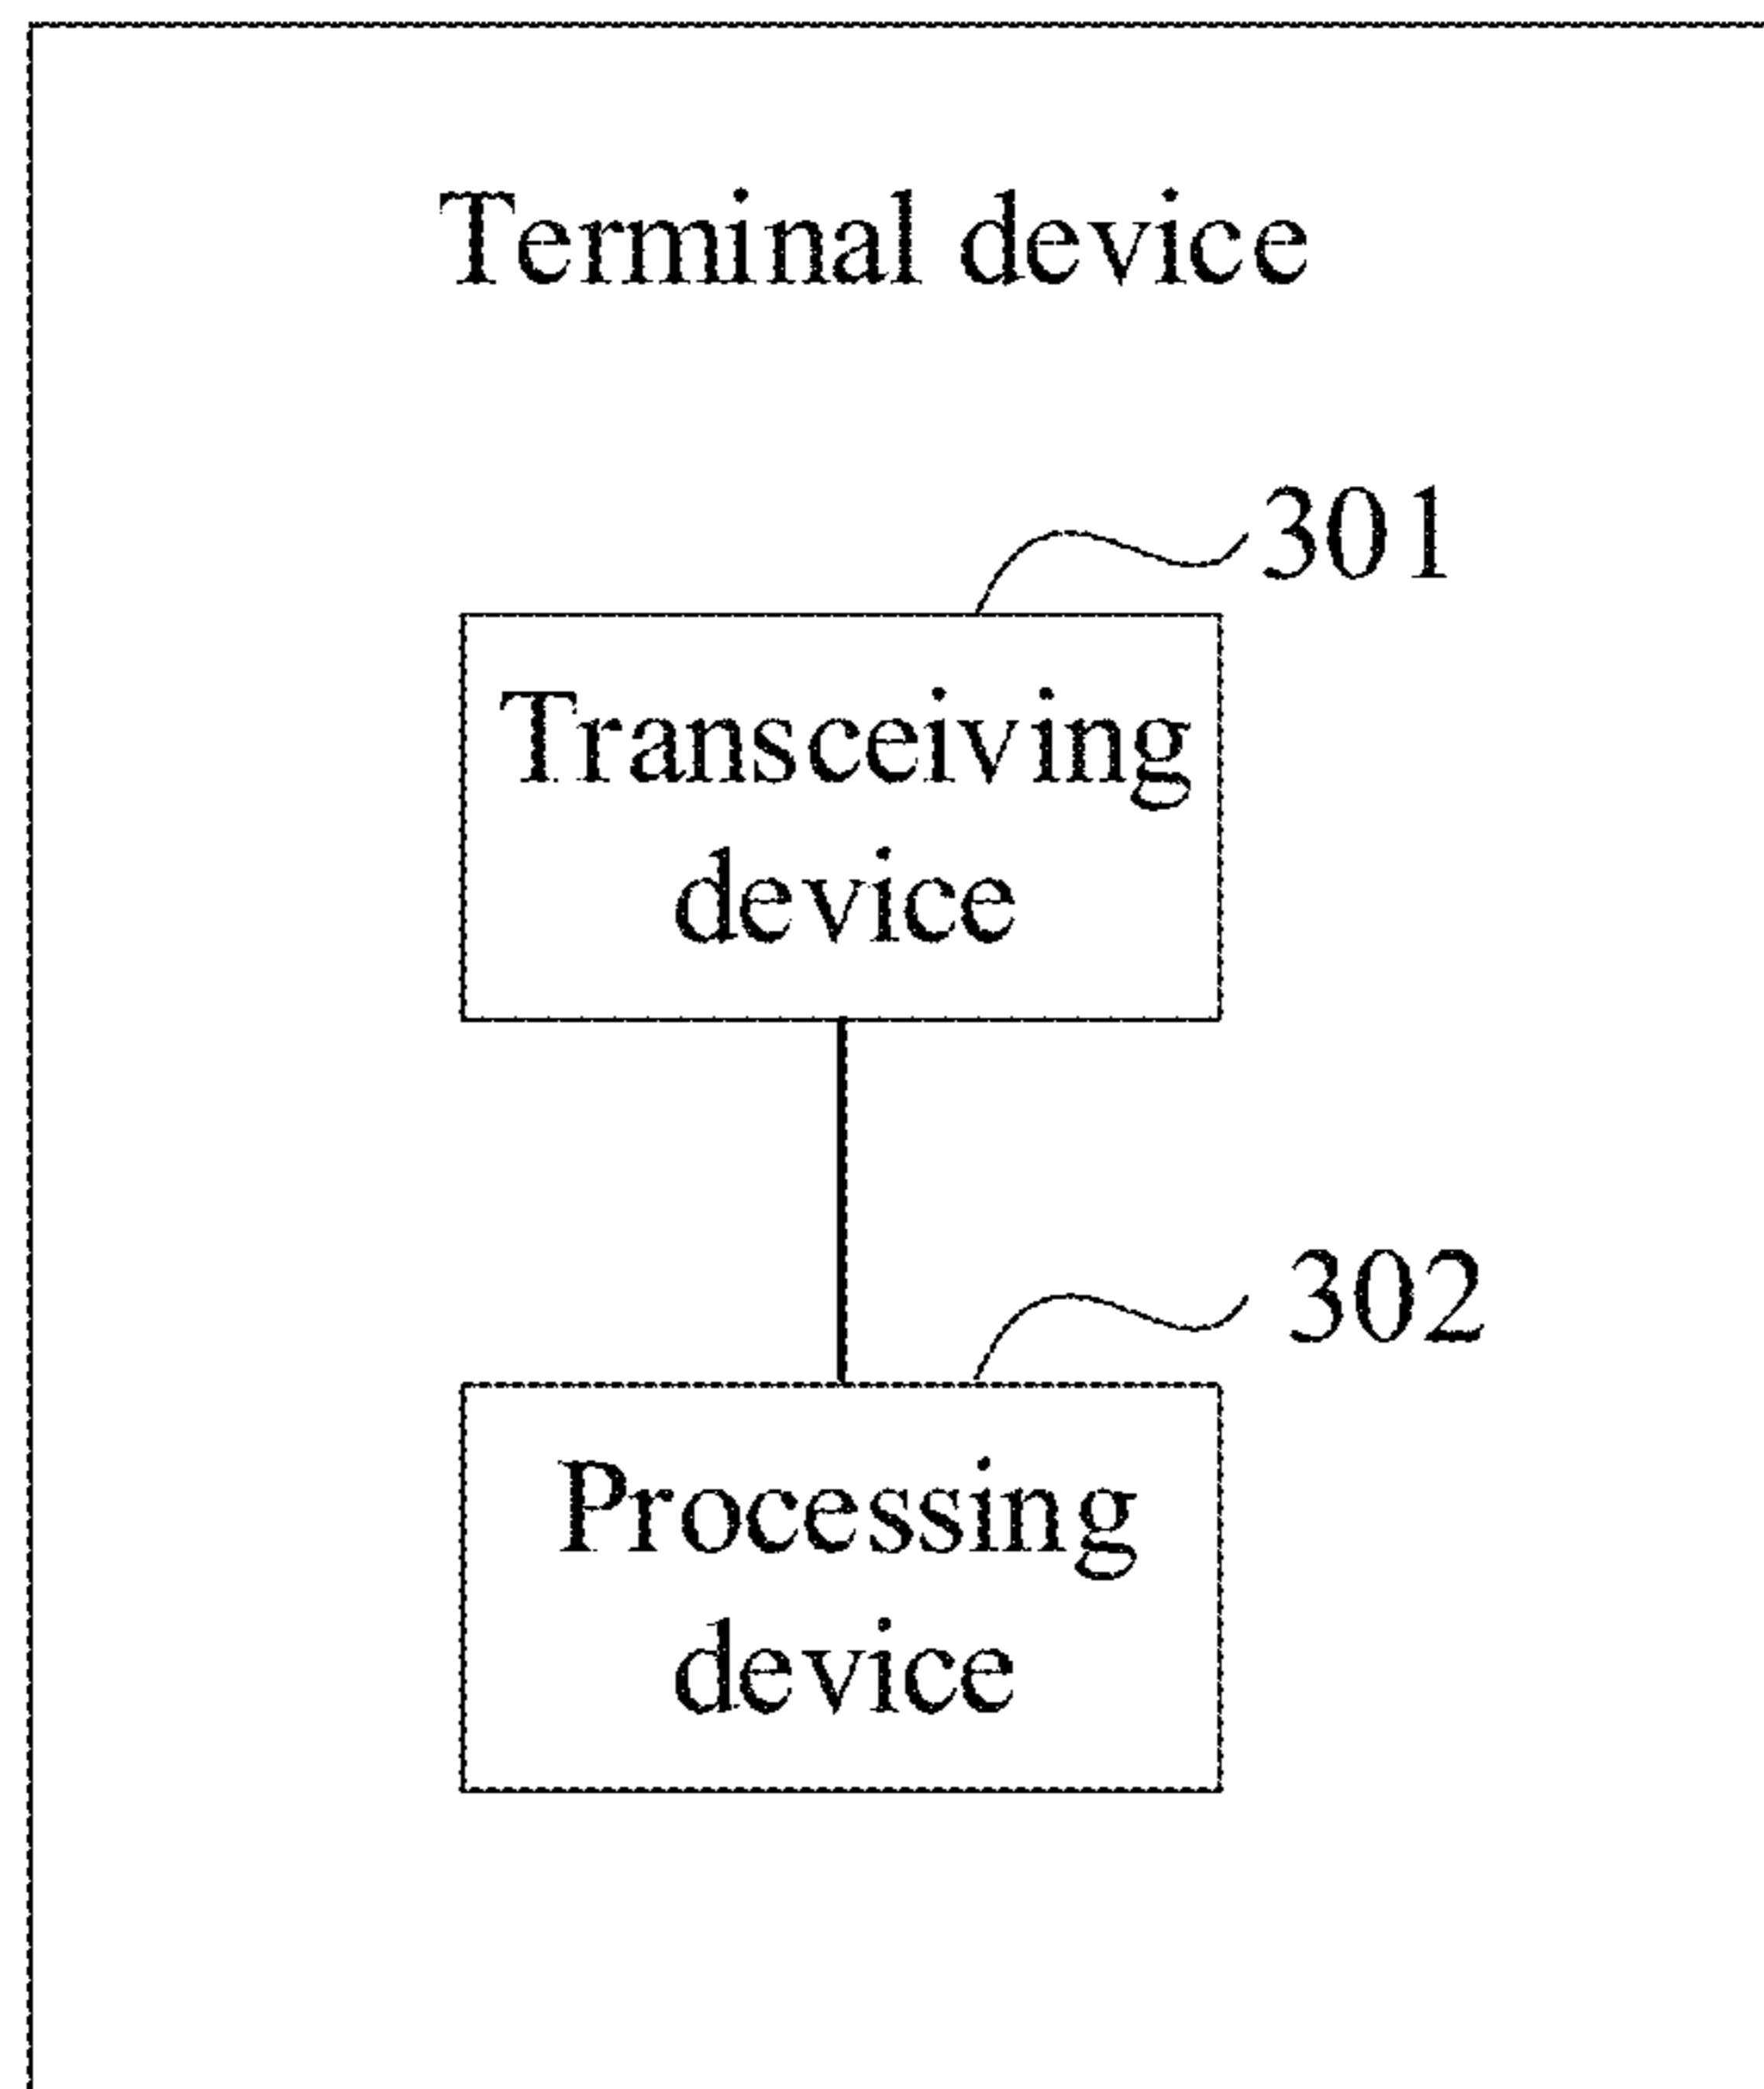 Terminal device
301
Transceiving
device
302
Processing
device